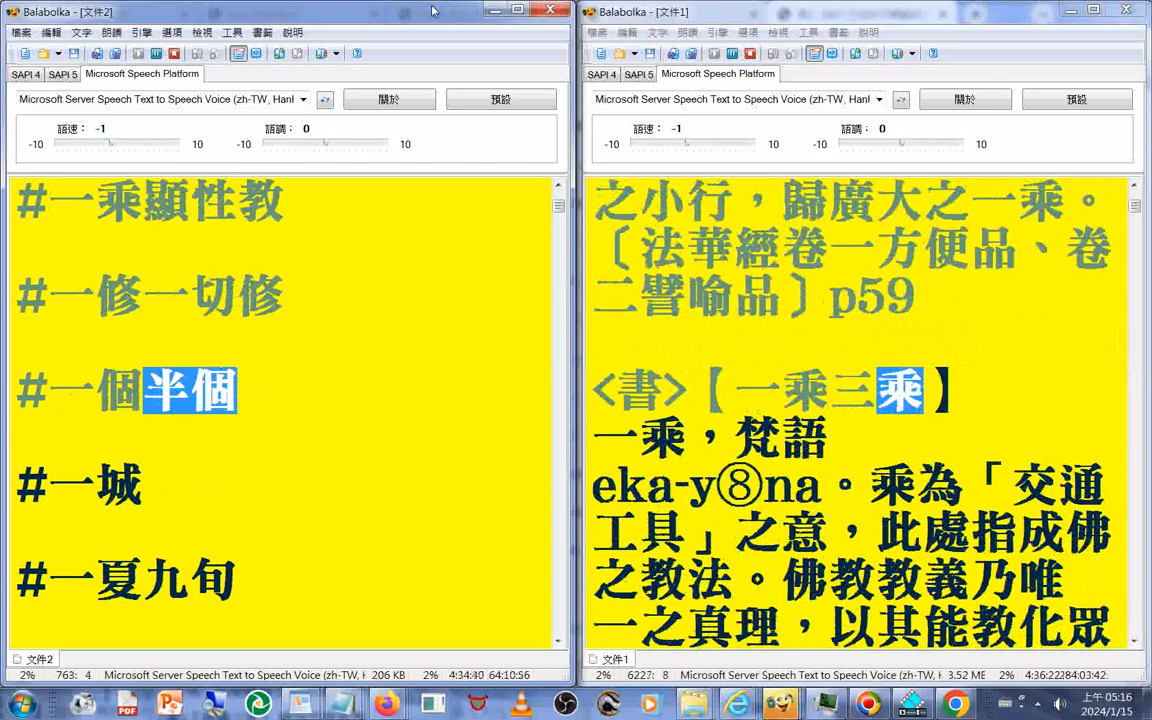 Balabolka - [文件2]
檔案 編輯 文字 朗讀 引擎 選項 檢視 工具 書籤 說明
SAPI 4 SAPI 5 Microsoft Speech Platform
Microsoft Server Speech Text to Speech Voice (zh-TW, Hanl
關於 預設
語速： -1 語調： 0
-10 10 -10 10
#一乘顯性教
#一修一切修
#一個半個
#一城
#一夏九旬
文件2
2% 763: 4 Microsoft Server Speech Text to Speech Voice (zh-TW, H 206 KB 2% 4:34:40 64:10:56
Balabolka - [文件1]
檔案 編輯 文字 朗讀 引擎 選項 檢視 工具 書籤 說明
SAPI 4 SAPI 5 Microsoft Speech Platform
Microsoft Server Speech Text to Speech Voice (zh-TW, Hanl
關於 預設
語速： -1 語調： 0
-10 10 -10 10
之小行，歸廣大之一乘。
〔法華經卷一方便品、卷
二譬喻品〕p59
<書>【一乘三乘】
一乘，梵語
eka-y⑧na。乘為「交通
工具」之意，此處指成佛
之教法。佛教教義乃唯
一之真理，以其能教化眾
文件1
2% 6227: 8 Microsoft Server Speech Text to Speech Voice (zh-TW, H 3.52 MB 2% 4:36:22 284:03:42
上午 05:16
2024/1/15